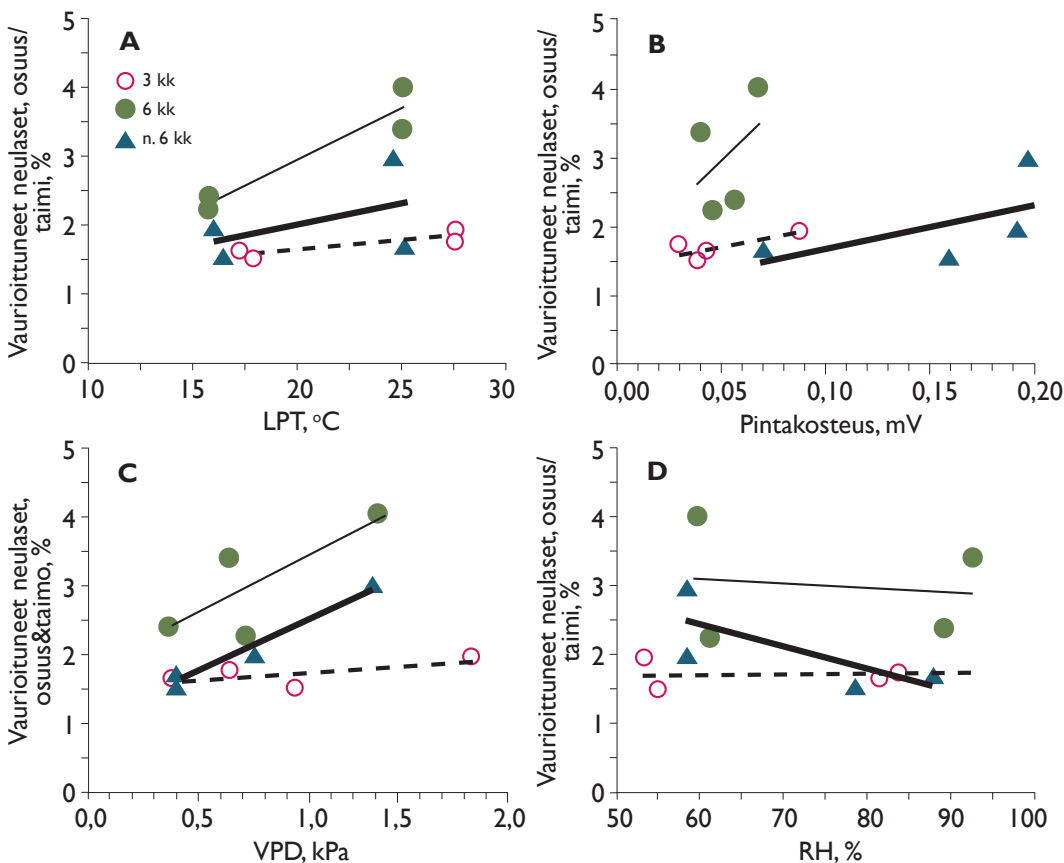 Vaurioittuneet neulaset, osuus/
taimi, %
5
4
3
2
1
0
A
3 kk
6 kk
n. 6 kk
10
15
20
25
30
LPT, °C
Vaurioittuneet neulaset, osuus/
taimi, %
5
4
3
2
1
0
B
0,00
0,05
0,10
0,15
0,20
Pintakosteus, mV
Vaurioituneet neulaset,
osuus&taimo, %
5
4
3
2
1
0
C
0,0
0,5
1,0
1,5
2,0
VPD, kPa
Vaurioittuneet neulaset, osuus/
taimi, %
5
4
3
2
1
0
D
50
60
70
80
90
100
RH, %